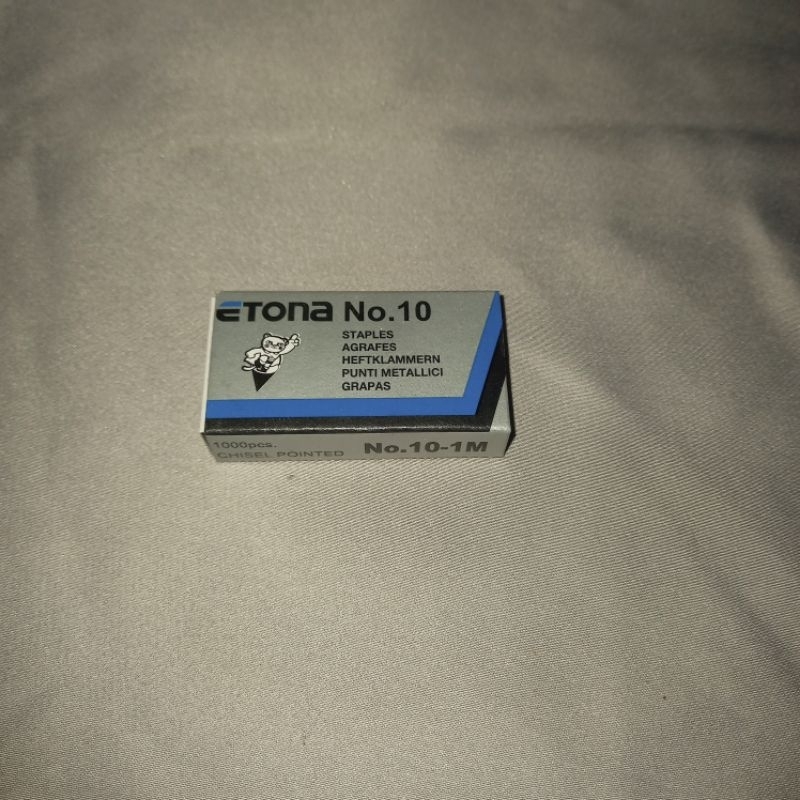 ETONA No.10
STAPLES
AGRAFES
HEFTKLAMMERN
PUNTI METALLICI
GRAPAS
1000pcs.
CHISEL POINTED
No.10-1M